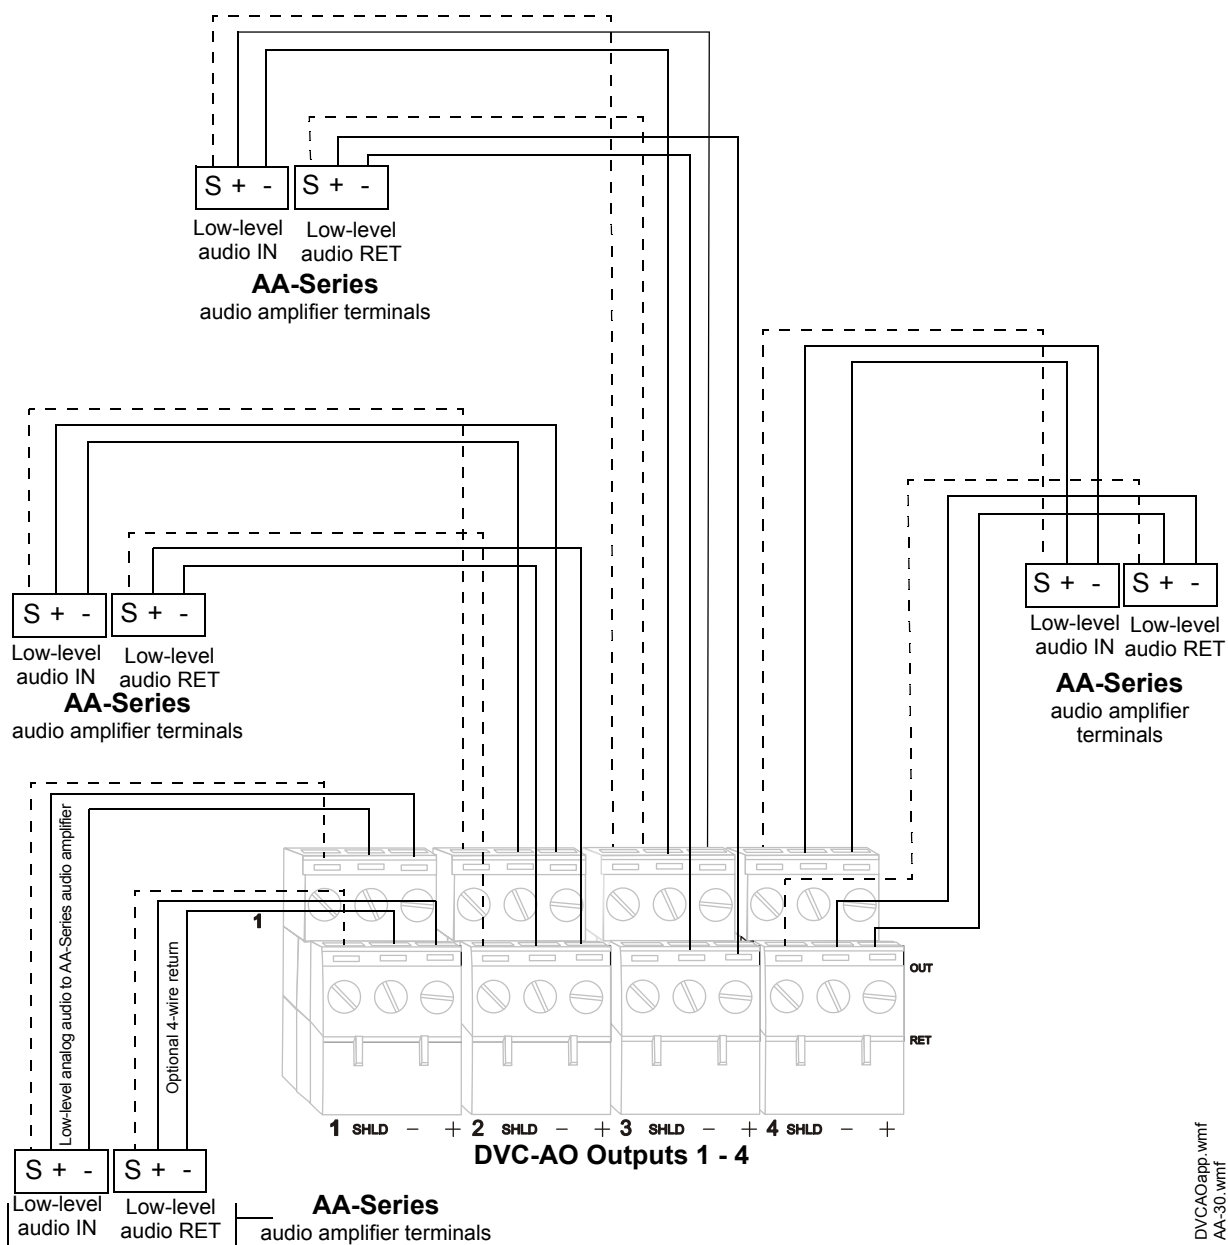 S + -
S + -
Low-level
audio IN
Low-level
audio RET
AA-Series
audio amplifier terminals
S + -
S + -
Low-level
audio IN
Low-level
audio RET
AA-Series
audio amplifier terminals
S + -
S + -
Low-level
audio IN
Low-level
audio RET
AA-Series
audio amplifier
terminals
Low-level analog audio to AA-Series audio amplifier
Optional 4-wire return
1
OUT
RET
1 SHLD − + 2 SHLD − + 3 SHLD − + 4 SHLD − +
DVC-AO Outputs 1 - 4
S + -
S + -
Low-level
audio IN
Low-level
audio RET
AA-Series
audio amplifier terminals
DVCAOapp.wmf
AA-30.wmf